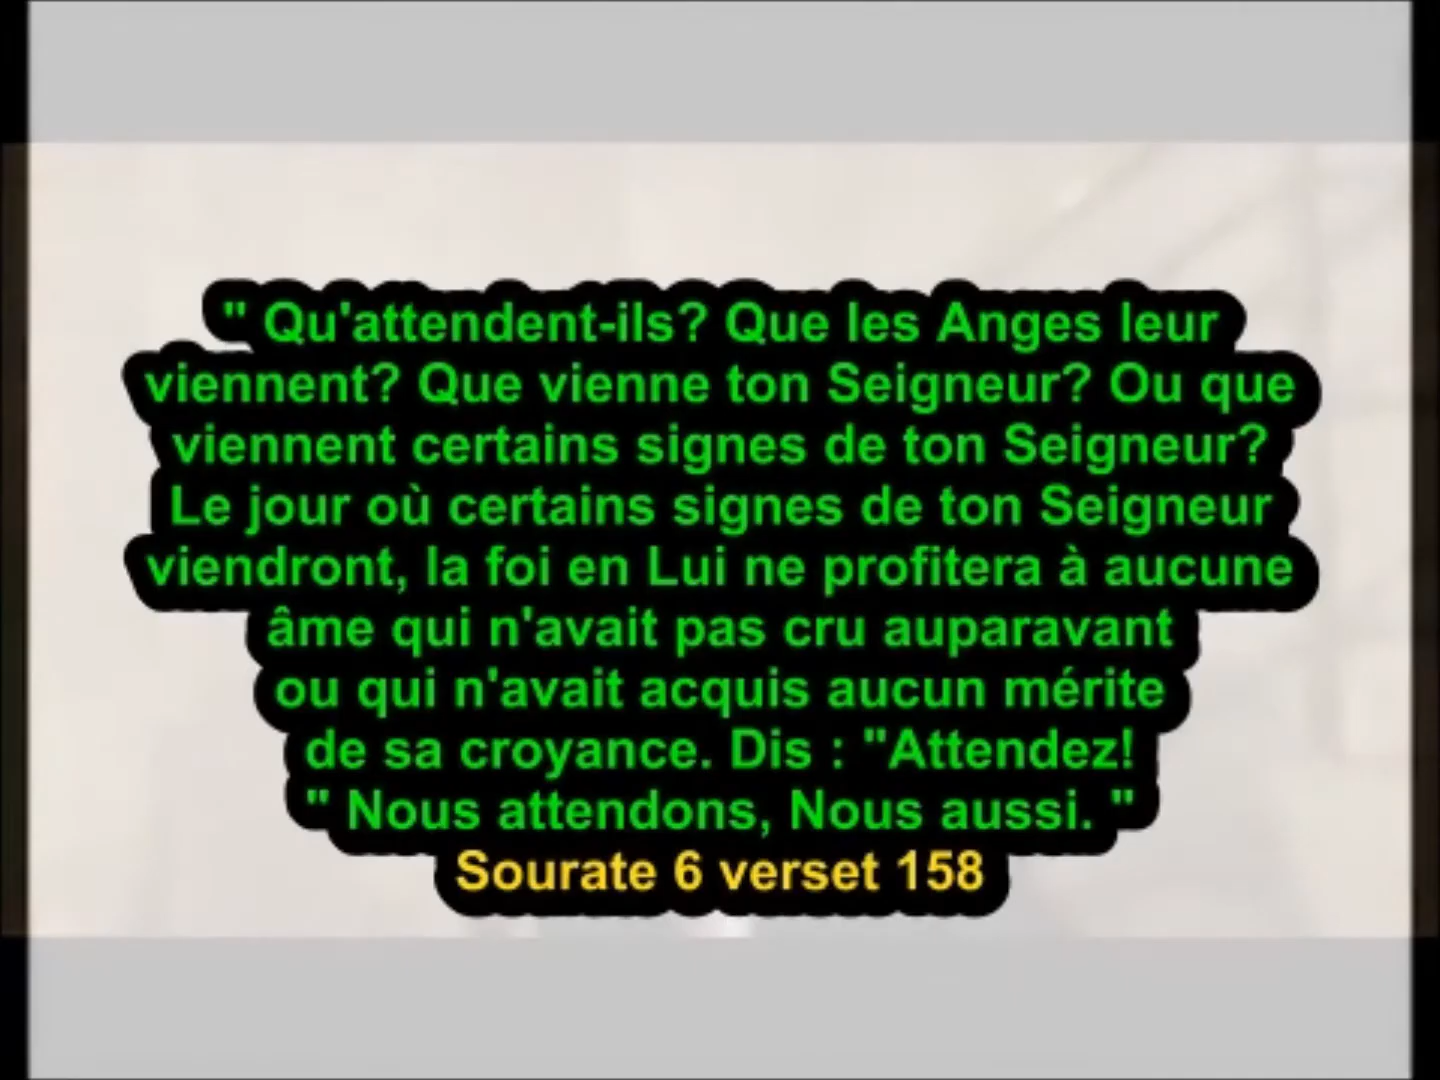 " Qu'attendent-ils? Que les Anges leur
viennent? Que vienne ton Seigneur? Ou que
viennent certains signes de ton Seigneur?
Le jour où certains signes de ton Seigneur
viendront, la foi en Lui ne profitera à aucune
âme qui n'avait pas cru auparavant
ou qui n'avait acquis aucun mérite
de sa croyance. Dis : "Attendez!
" Nous attendons, Nous aussi. "
Sourate 6 verset 158